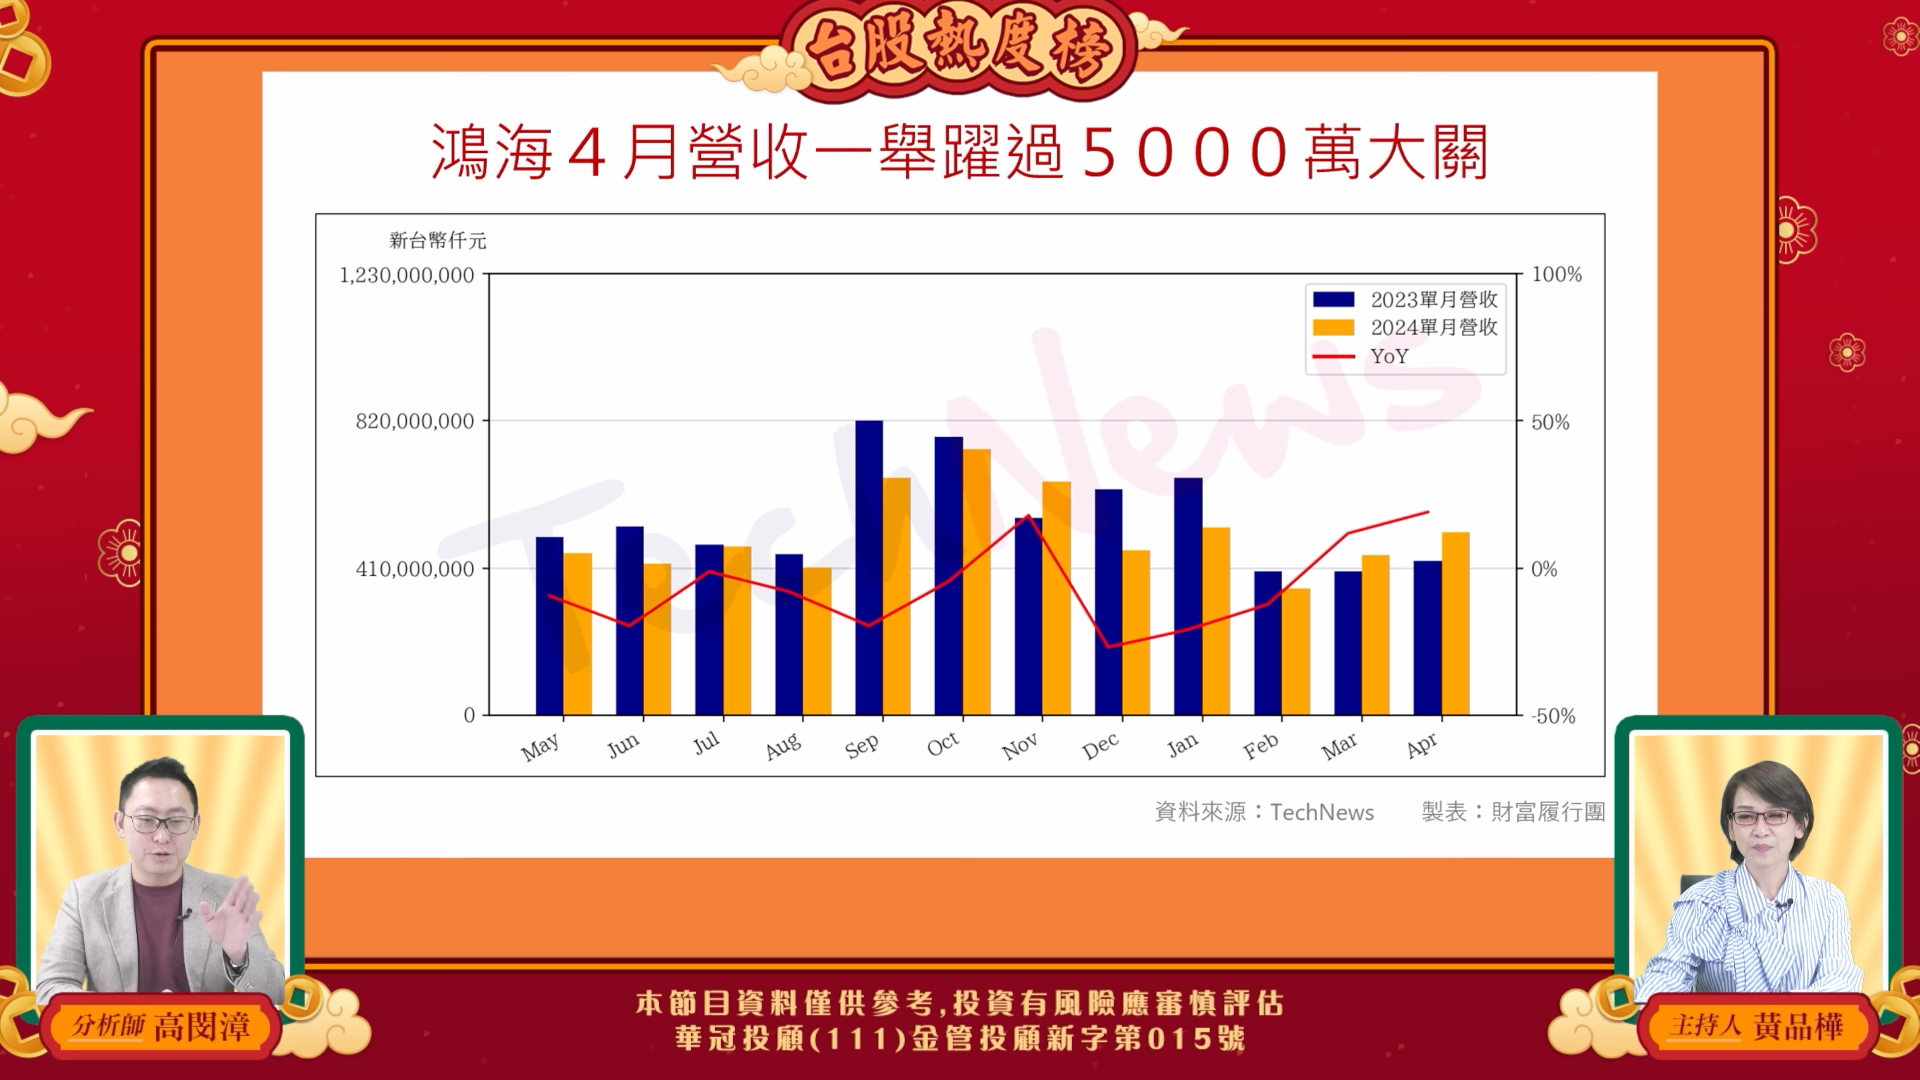 台股熱度榜
鴻海４月營收一舉躍過５０００萬大關
新台幣仟元
1,230,000,000
820,000,000
410,000,000
0
100%
50%
0%
-50%
2023單月營收
2024單月營收
YoY
TechNews
May Jun Jul Aug Sep Oct Nov Dec Jan Feb Mar Apr
資料來源：TechNews 製表：財富履行團
分析師 高閔漳
主持人 黃品樺
本節目資料僅供參考,投資有風險應審慎評估
華冠投顧(111)金管投顧新字第015號